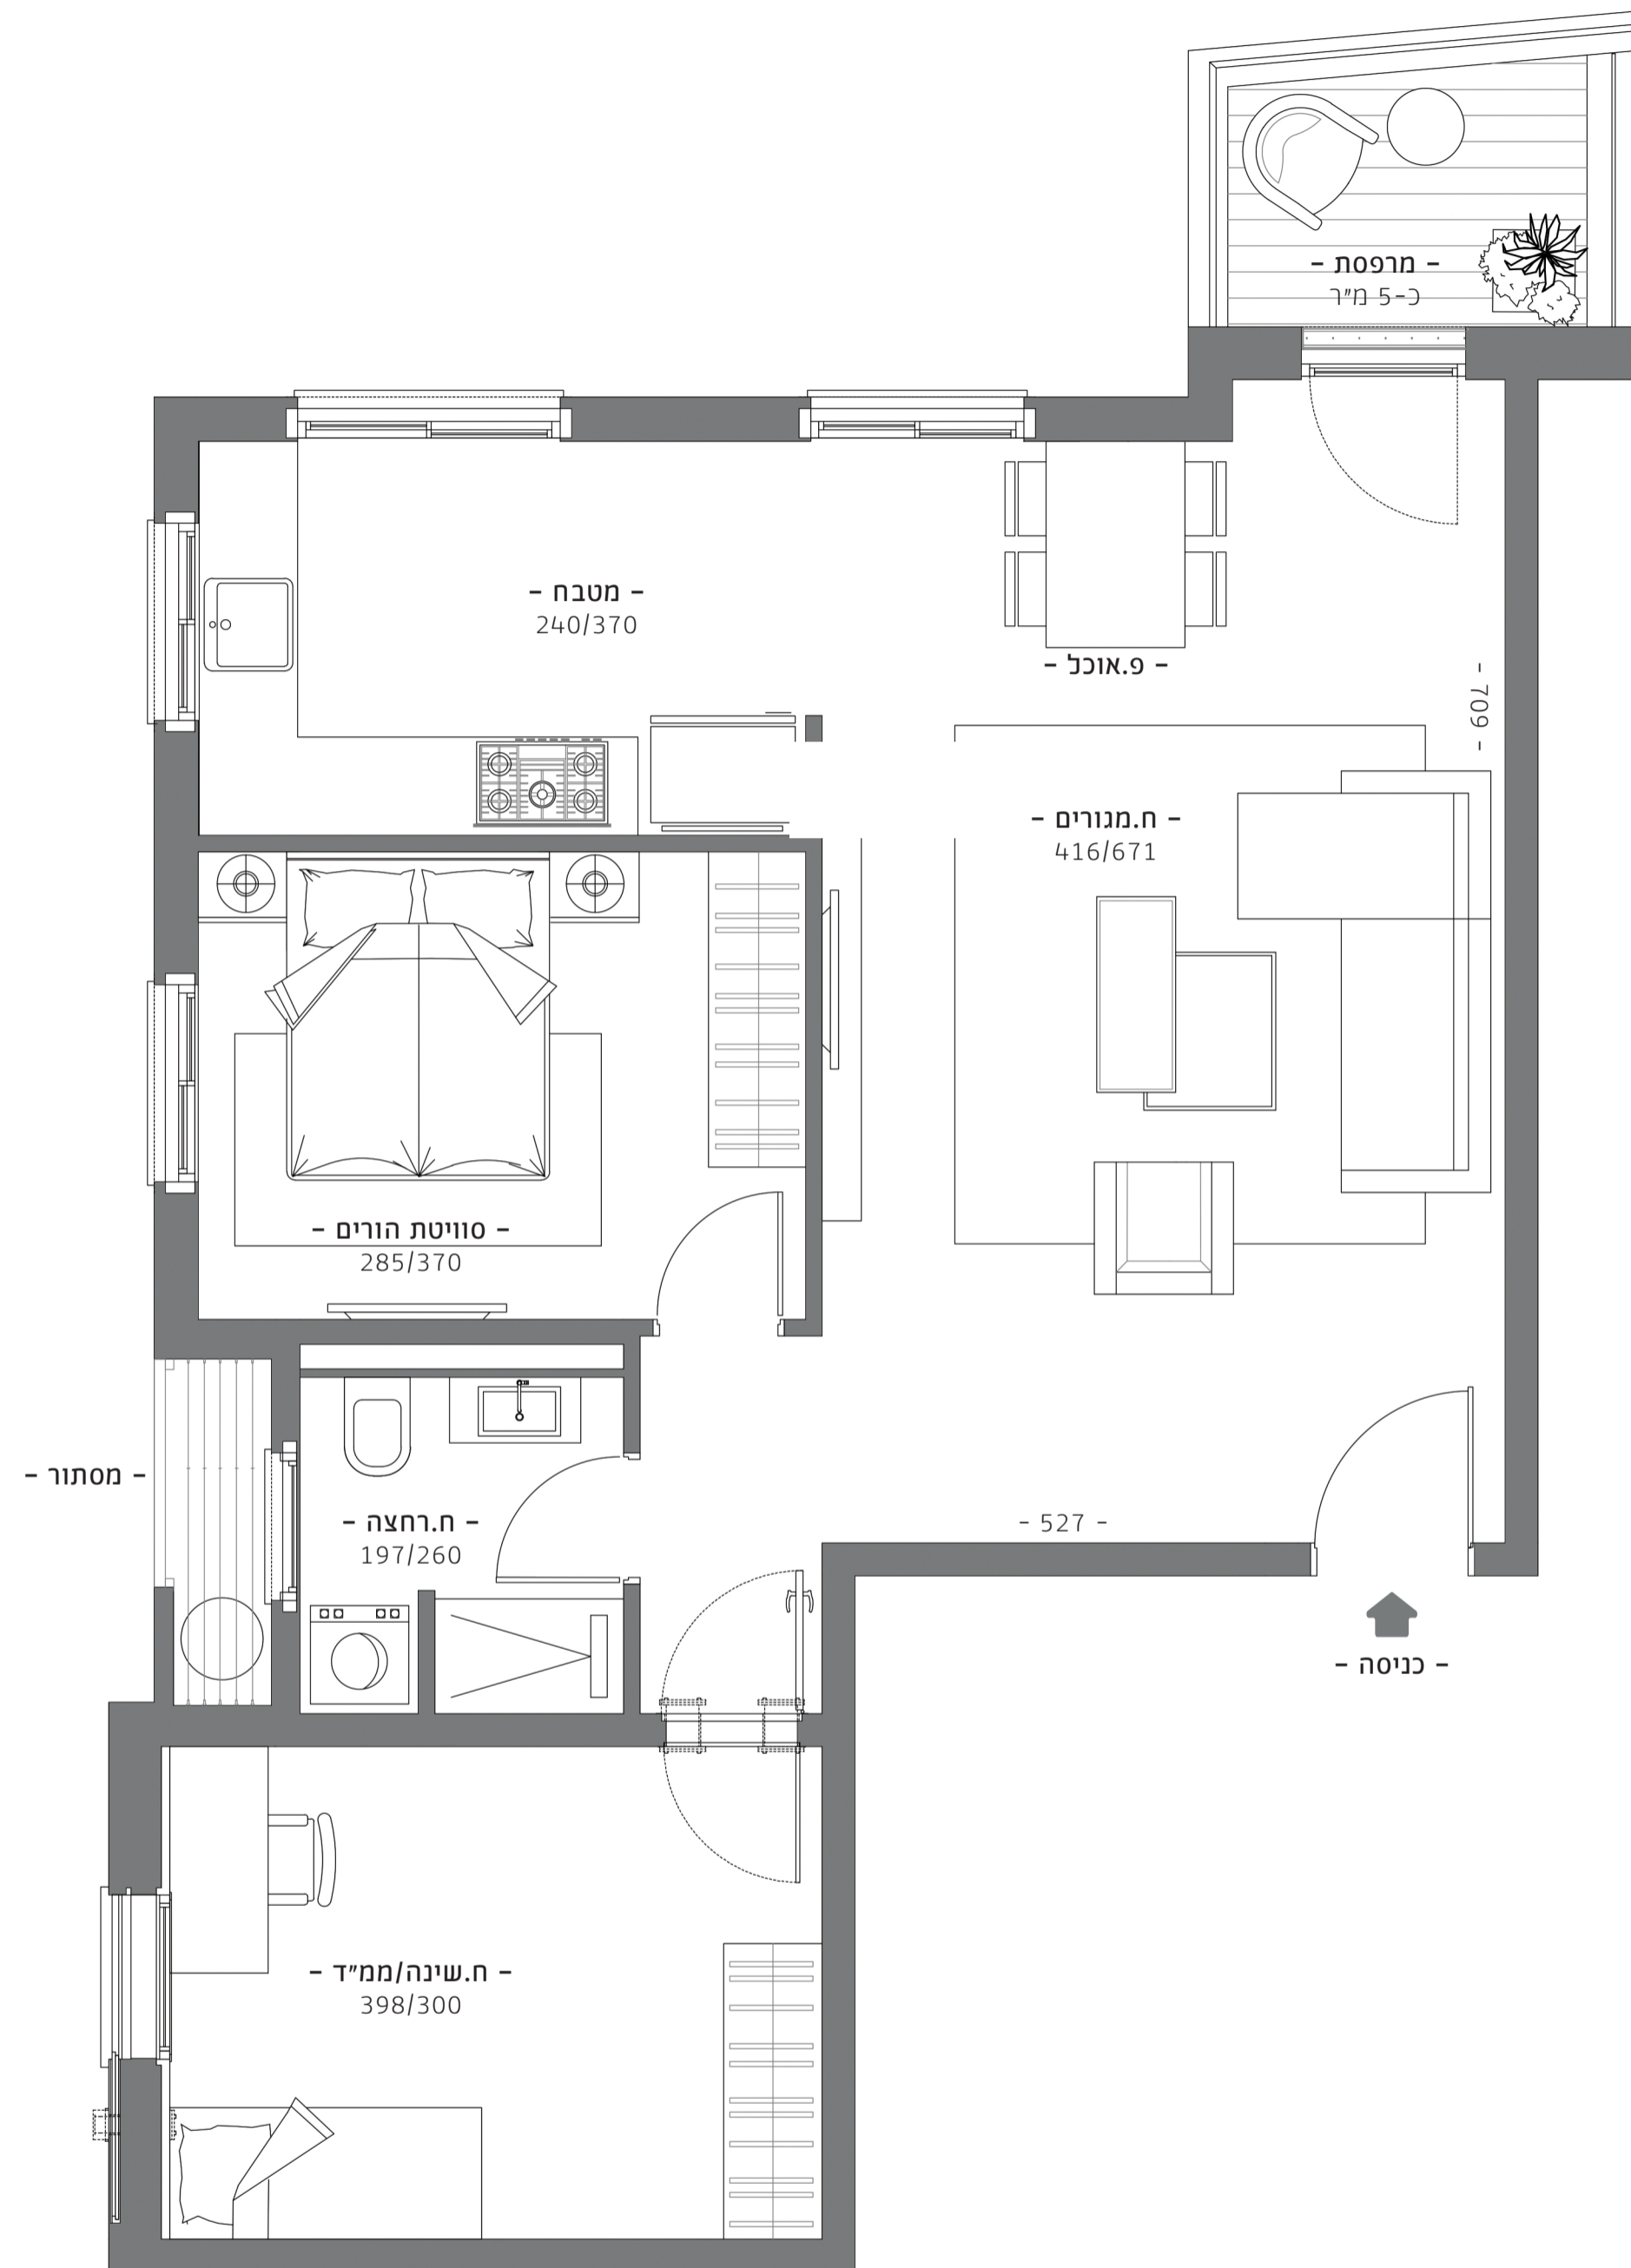 - מרפסת -
כ-5 מ"ר
- מטבח -
240/370
- פ.אוכל -
- 709 -
- ח.מגורים -
416/671
- סוויטת הורים -
285/370
- מסתור -
- ח.רחצה -
197/260
- 527 -
- כניסה -
- ח.שינה/ממ"ד -
398/300